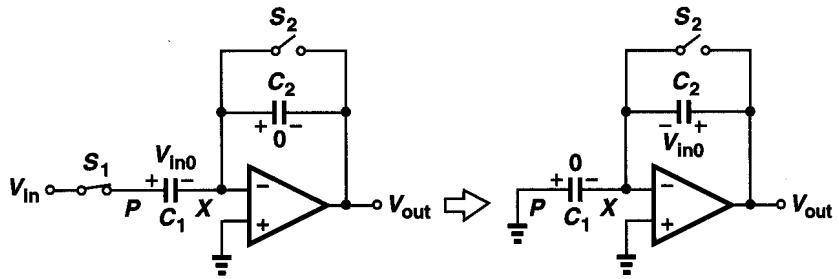 S2
C2
+ 0 −
Vin S1 P + Vin0 − C1 X − + Vout
S2
C2
− Vin0 +
P + 0 − C1 X − + Vout